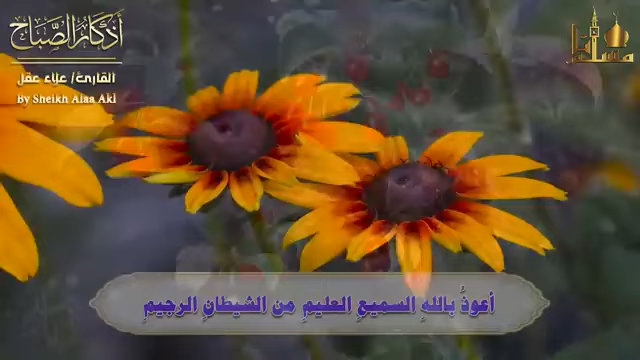 أذكار الصباح
القارئ/ علاء عقل
By Sheikh Alaa Akl
أعوذُ باللهِ السميعِ العليمِ من الشيطانِ الرجيمِ